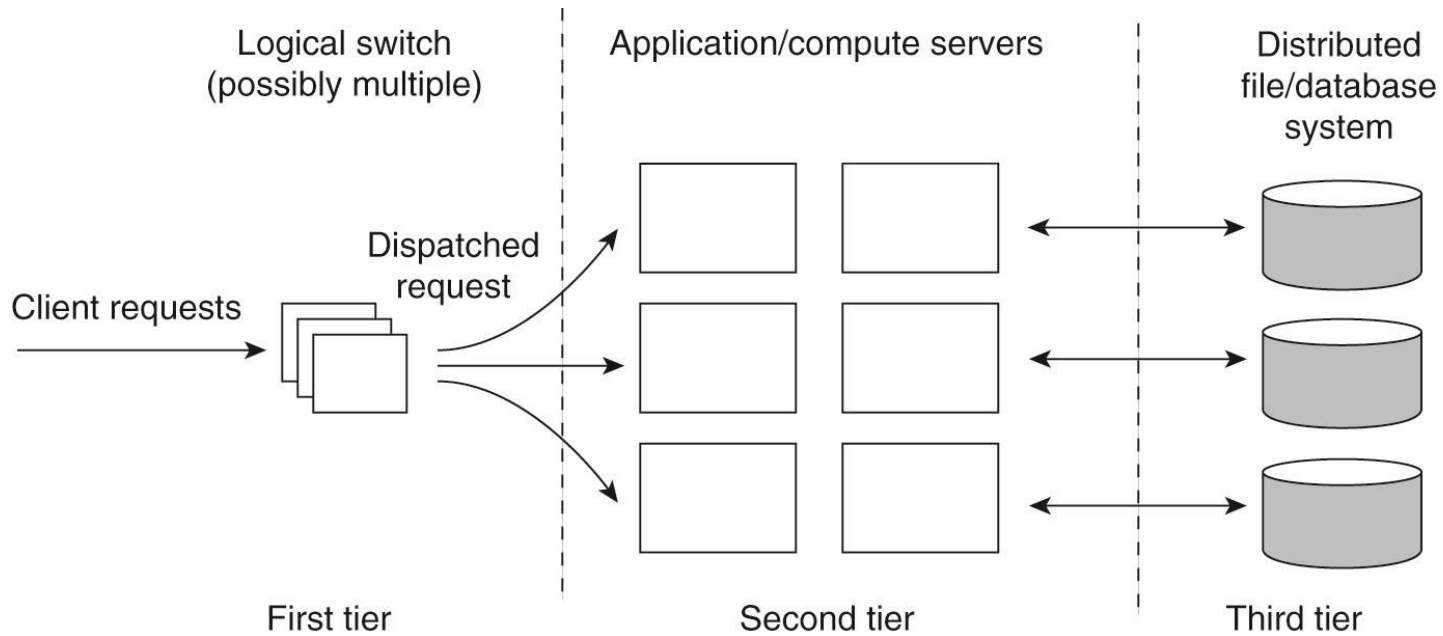 Logical switch
(possibly multiple)
Application/compute servers
Distributed
file/database
system
Dispatched
request
Client requests
First tier
Second tier
Third tier